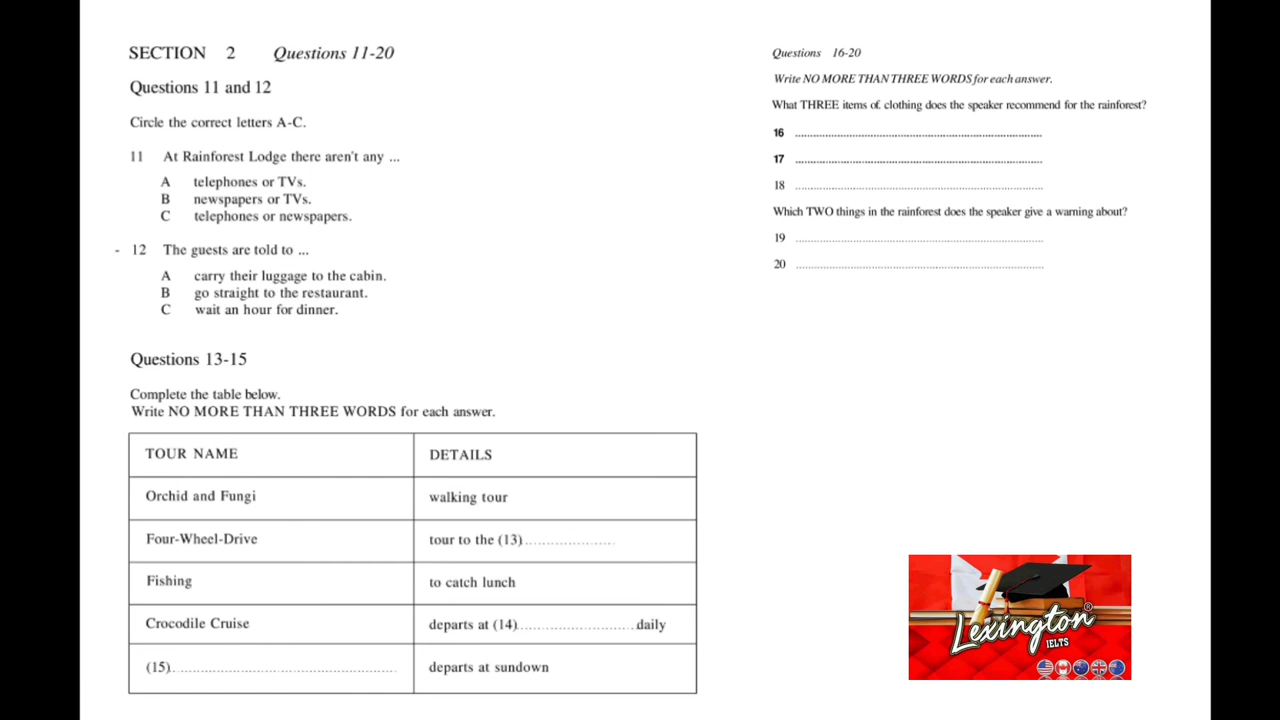 SECTION 2 Questions 11-20
Questions 11 and 12
Circle the correct letters A-C.
11 At Rainforest Lodge there aren't any ...
A telephones or TVs.
B newspapers or TVs.
C telephones or newspapers.
- 12 The guests are told to ...
A carry their luggage to the cabin.
B go straight to the restaurant.
C wait an hour for dinner.
Questions 13-15
Complete the table below.
Write NO MORE THAN THREE WORDS for each answer.
TOUR NAME DETAILS
Orchid and Fungi walking tour
Four-Wheel-Drive tour to the (13)....................
Fishing to catch lunch
Crocodile Cruise departs at (14)..........................daily
(15).................................................. departs at sundown
Questions 16-20
Write NO MORE THAN THREE WORDS for each answer.
What THREE items of. clothing does the speaker recommend for the rainforest?
16 ..................................................
17 ..................................................
18 ..................................................
Which TWO things in the rainforest does the speaker give a warning about?
19 ..................................................
20 ..................................................
Lexington®
IELTS